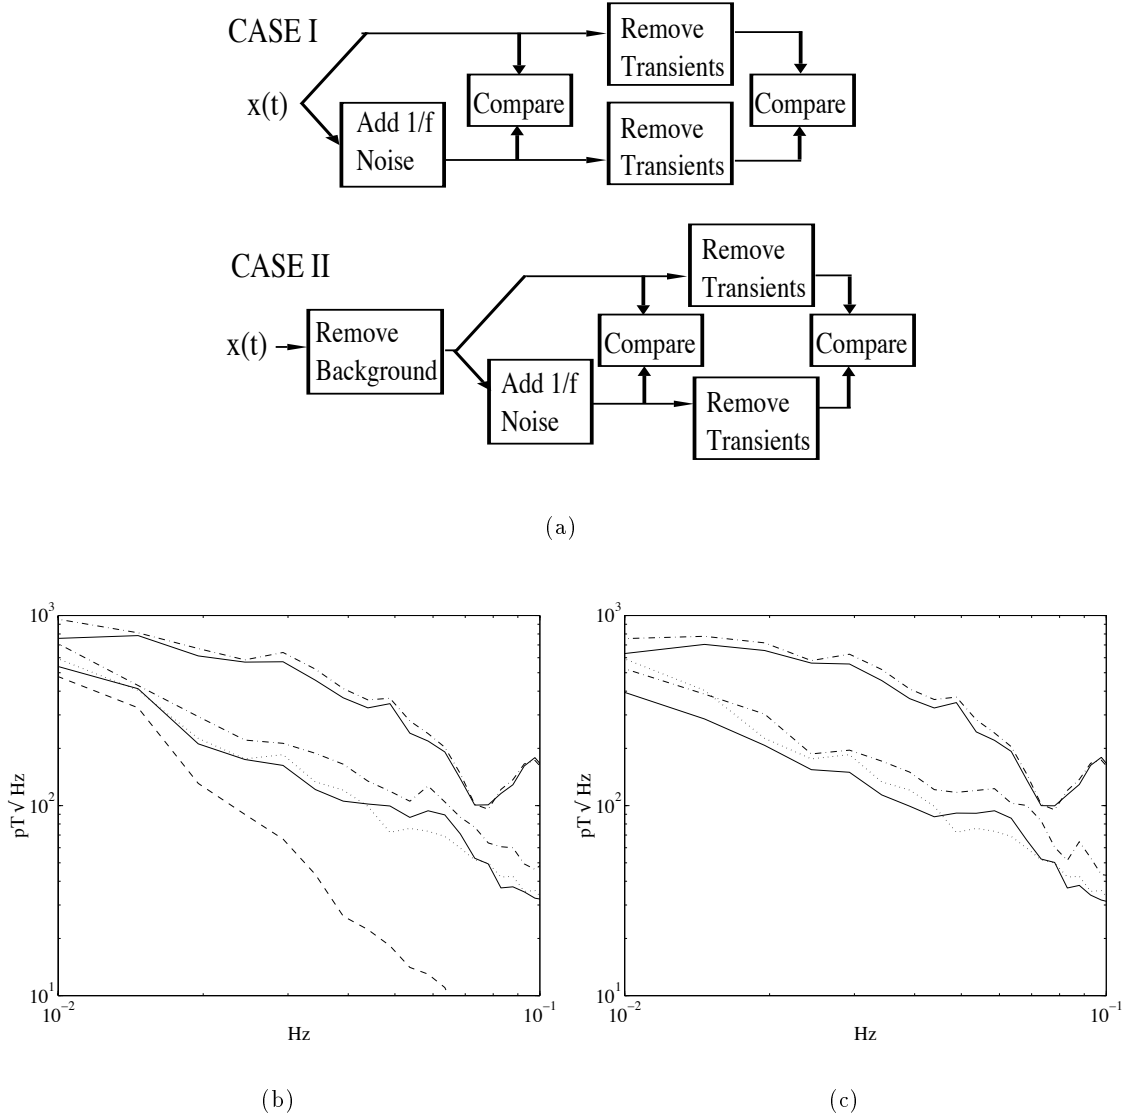 CASE I
x(t)
Add 1/f
Noise
Compare
Remove
Transients
Remove
Transients
Compare
CASE II
x(t)
Remove
Background
Add 1/f
Noise
Compare
Remove
Transients
Remove
Transients
Compare
(a)
10^3
10^2
10^1
pT√Hz
10^-2
10^-1
Hz
(b)
10^3
10^2
10^1
pT√Hz
10^-2
10^-1
Hz
(c)